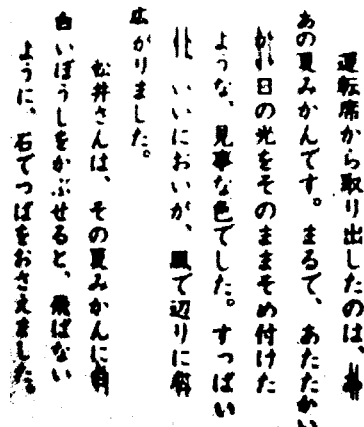 運転席から取り出したのは、
あの夏みかんです。まるで、あたたかい
日の光をそのままそめ付けた
ような、見事な色でした。すっぱい
いいにおいが、風で辺りに
広がりました。
松井さんは、その夏みかんに
白いぼうしをかぶせると、飛ばない
ように、石でつばをおさえました。